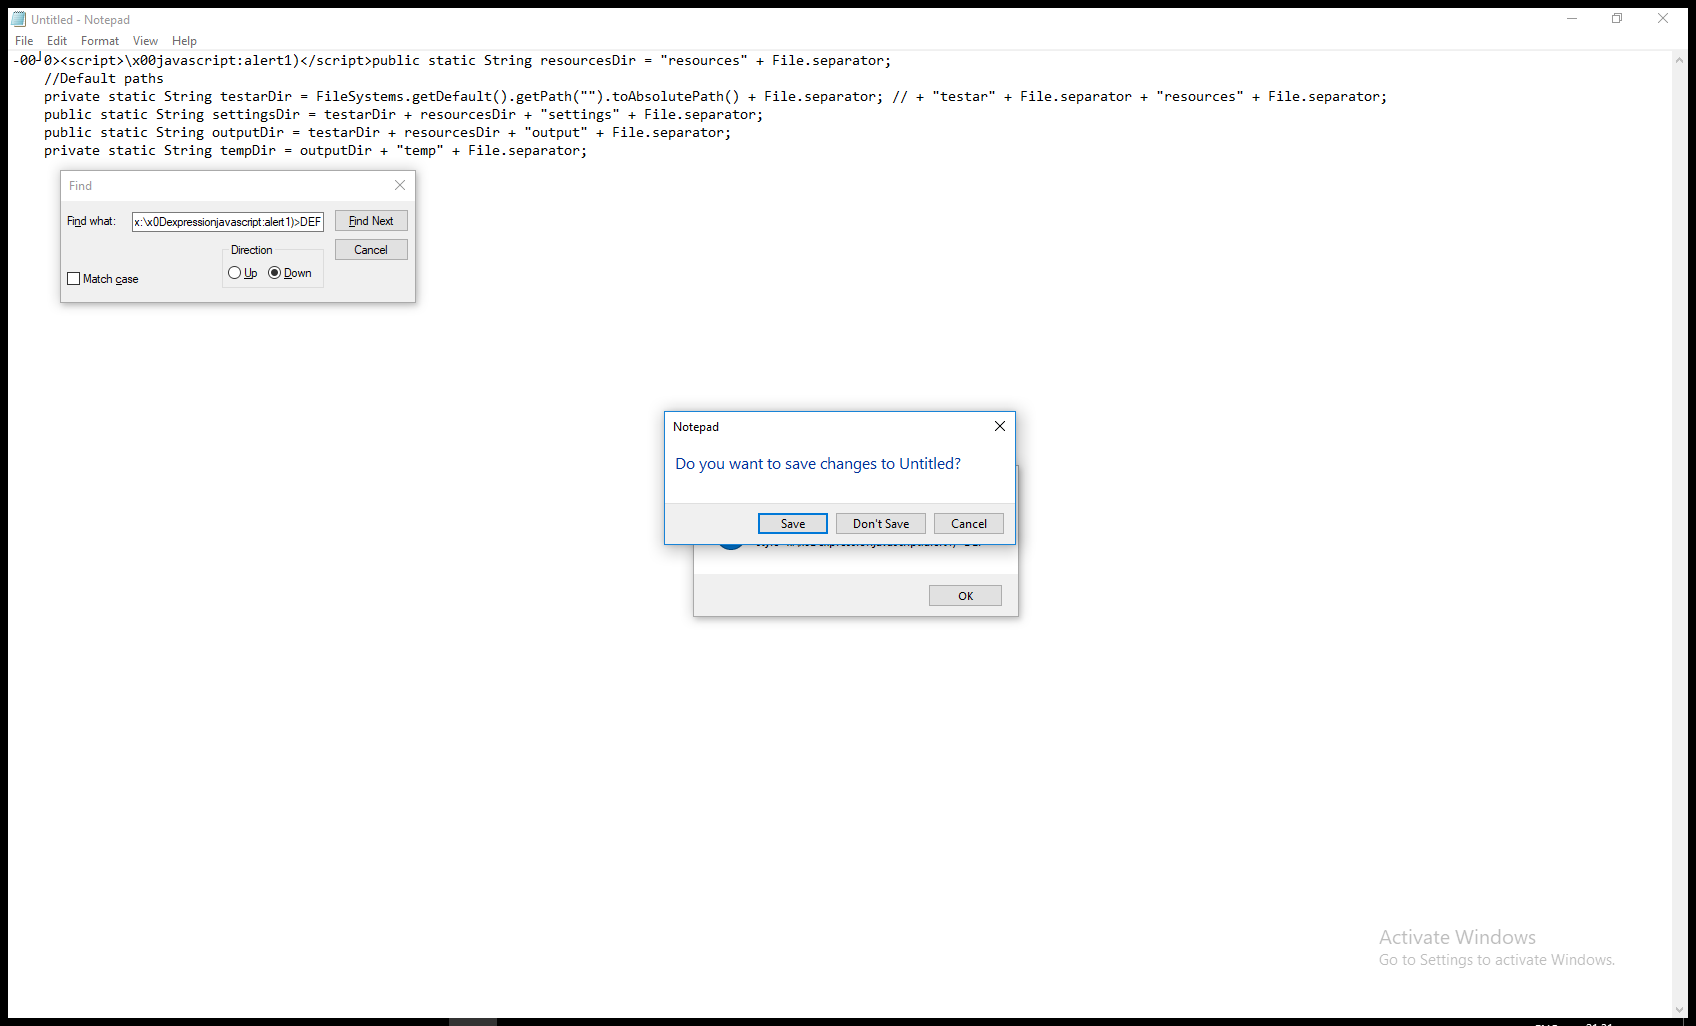 Untitled - Notepad
File Edit Format View Help
-00┘0><script>\x00javascript:alert1)</script>public static String resourcesDir = "resources" + File.separator;
//Default paths
private static String testarDir = FileSystems.getDefault().getPath("").toAbsolutePath() + File.separator; // + "testar" + File.separator + "resources" + File.separator;
public static String settingsDir = testarDir + resourcesDir + "settings" + File.separator;
public static String outputDir = testarDir + resourcesDir + "output" + File.separator;
private static String tempDir = outputDir + "temp" + File.separator;
Find
Find what: x:\x0Dexpressionjavascript:alert1)>DEF Find Next
Direction Cancel
Up Down
Match case
Notepad
Do you want to save changes to Untitled?
Save Don't Save Cancel
OK
Activate Windows
Go to Settings to activate Windows.